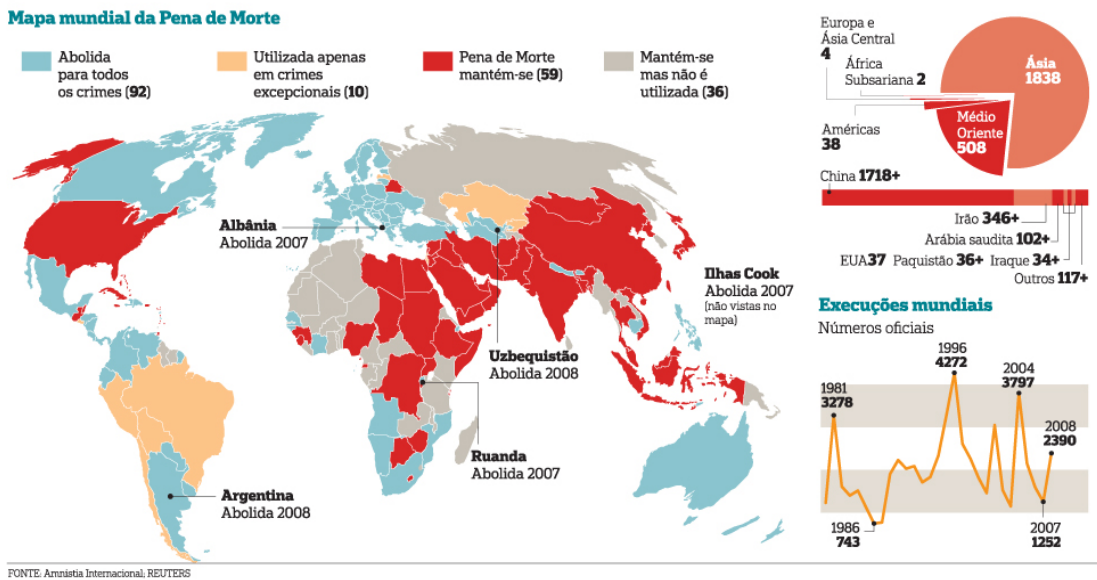 Mapa mundial da Pena de Morte
Abolida
para todos
os crimes (92)
Utilizada apenas
em crimes
excepcionais (10)
Pena de Morte
mantém-se (59)
Mantém-se
mas não é
utilizada (36)
Albânia
Abolida 2007
Ilhas Cook
Abolida 2007
(não vistas no
mapa)
Uzbequistão
Abolida 2008
Ruanda
Abolida 2007
Argentina
Abolida 2008
Europa e
Ásia Central
4
África
Subsariana 2
Américas
38
Ásia
1838
Médio
Oriente
508
China 1718+
Irão 346+
Arábia saudita 102+
EUA37 Paquistão 36+ Iraque 34+
Outros 117+
Execuções mundiais
Números oficiais
1981
3278
1996
4272
2004
3797
2008
2390
1986
743
2007
1252
FONTE: Amnistia Internacional; REUTERS